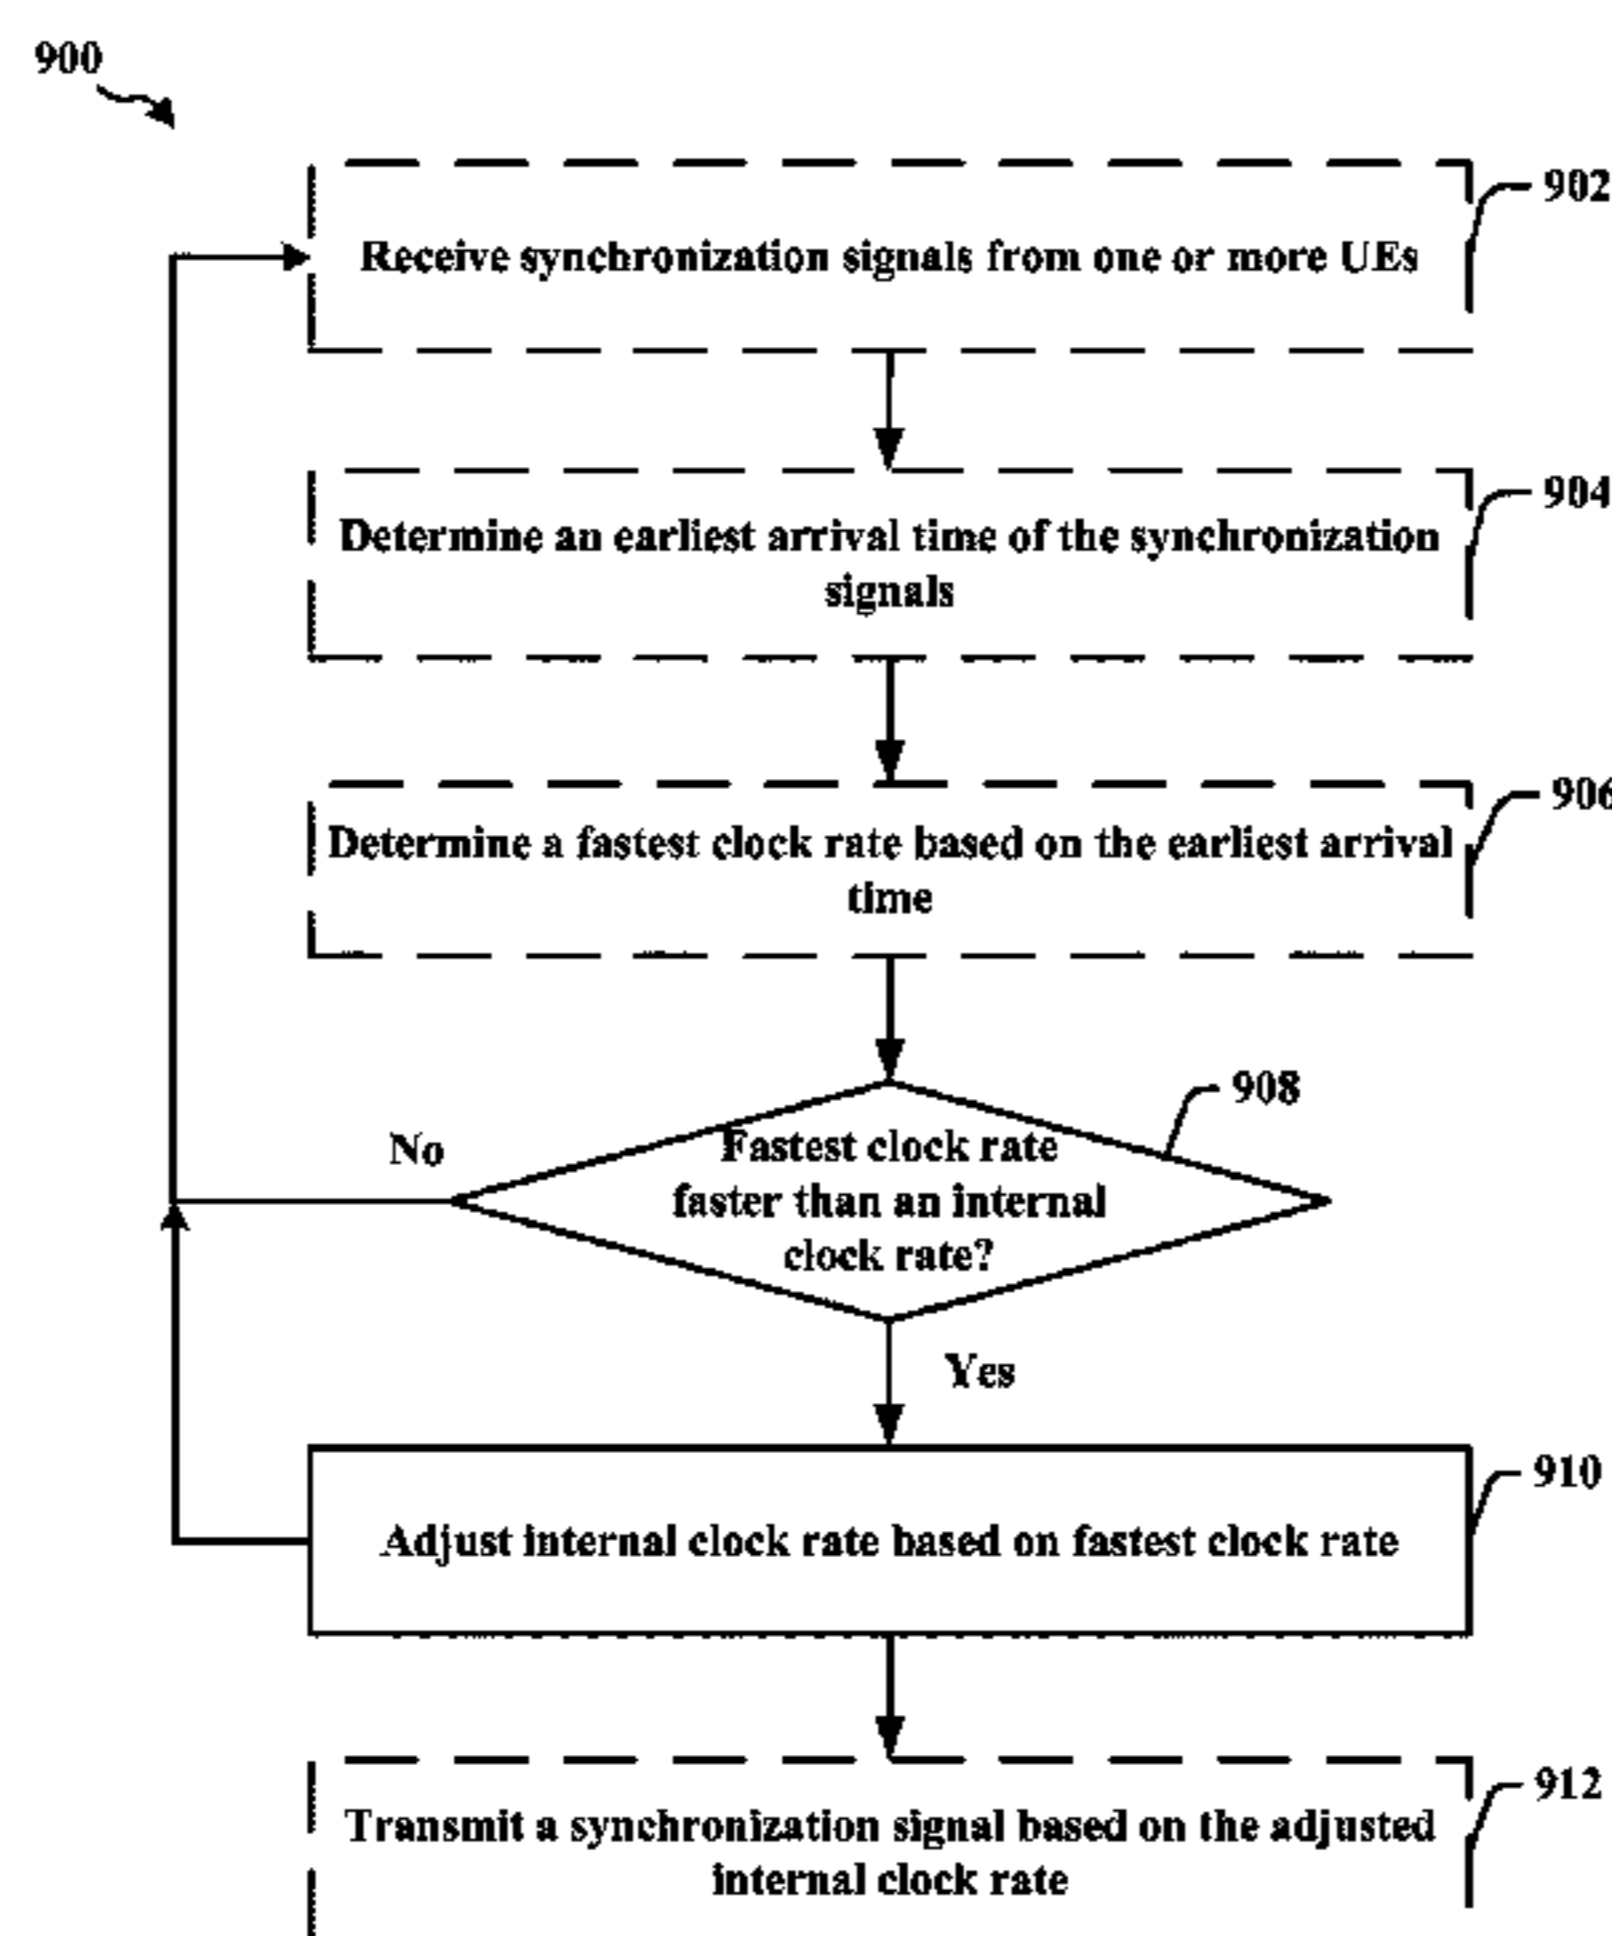 900
902
Receive synchronization signals from one or more UEs
904
Determine an earliest arrival time of the synchronization
signals
906
Determine a fastest clock rate based on the earliest arrival
time
908
No
Fastest clock rate
faster than an internal
clock rate?
Yes
910
Adjust internal clock rate based on fastest clock rate
912
Transmit a synchronization signal based on the adjusted
internal clock rate